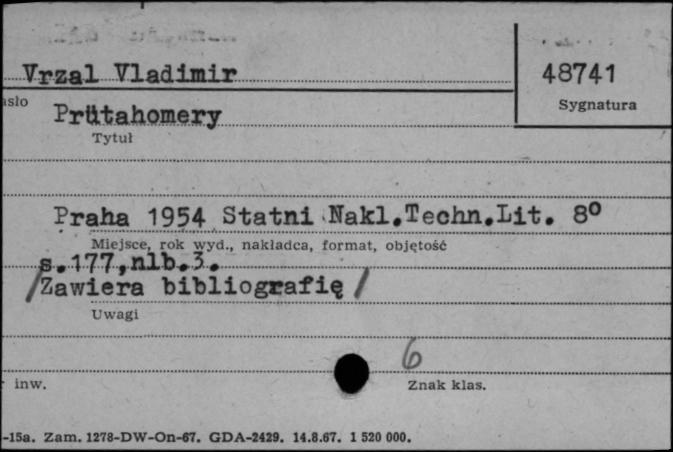 Vrzal Vladimir
48741
asło
Sygnatura
Prütahomery
Tytuł
Praha 1954 Statni Nakl.Techn.Lit. 8⁰
Miejsce, rok wyd., nakładca, format, objętość
s.177,nlb.3.
/Zawiera bibliografię/
Uwagi
6
r inw.
Znak klas.
-15a. Zam. 1278-DW-On-67. GDA-2429. 14.8.67. 1 520 000.